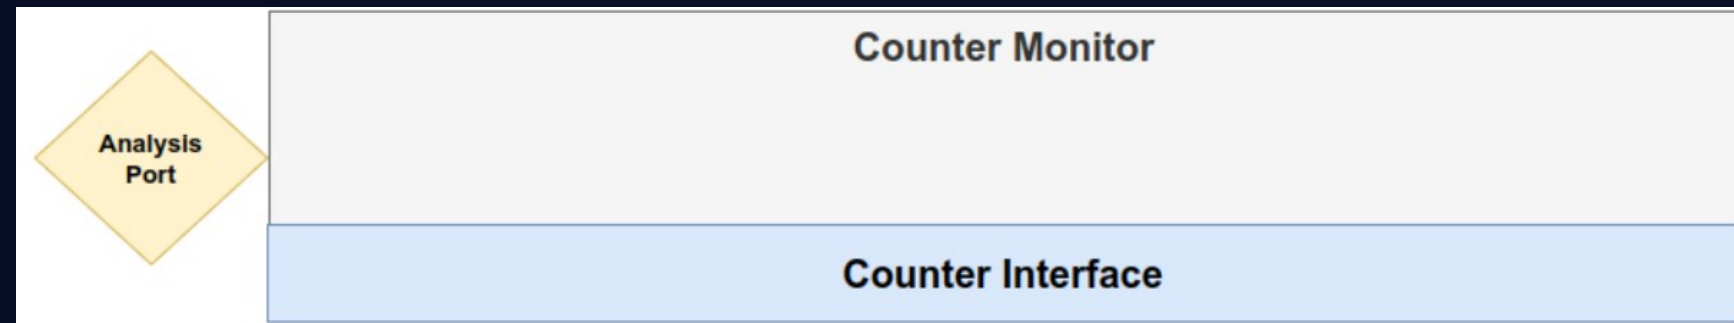 Counter Monitor
Analysis
Port
Counter Interface